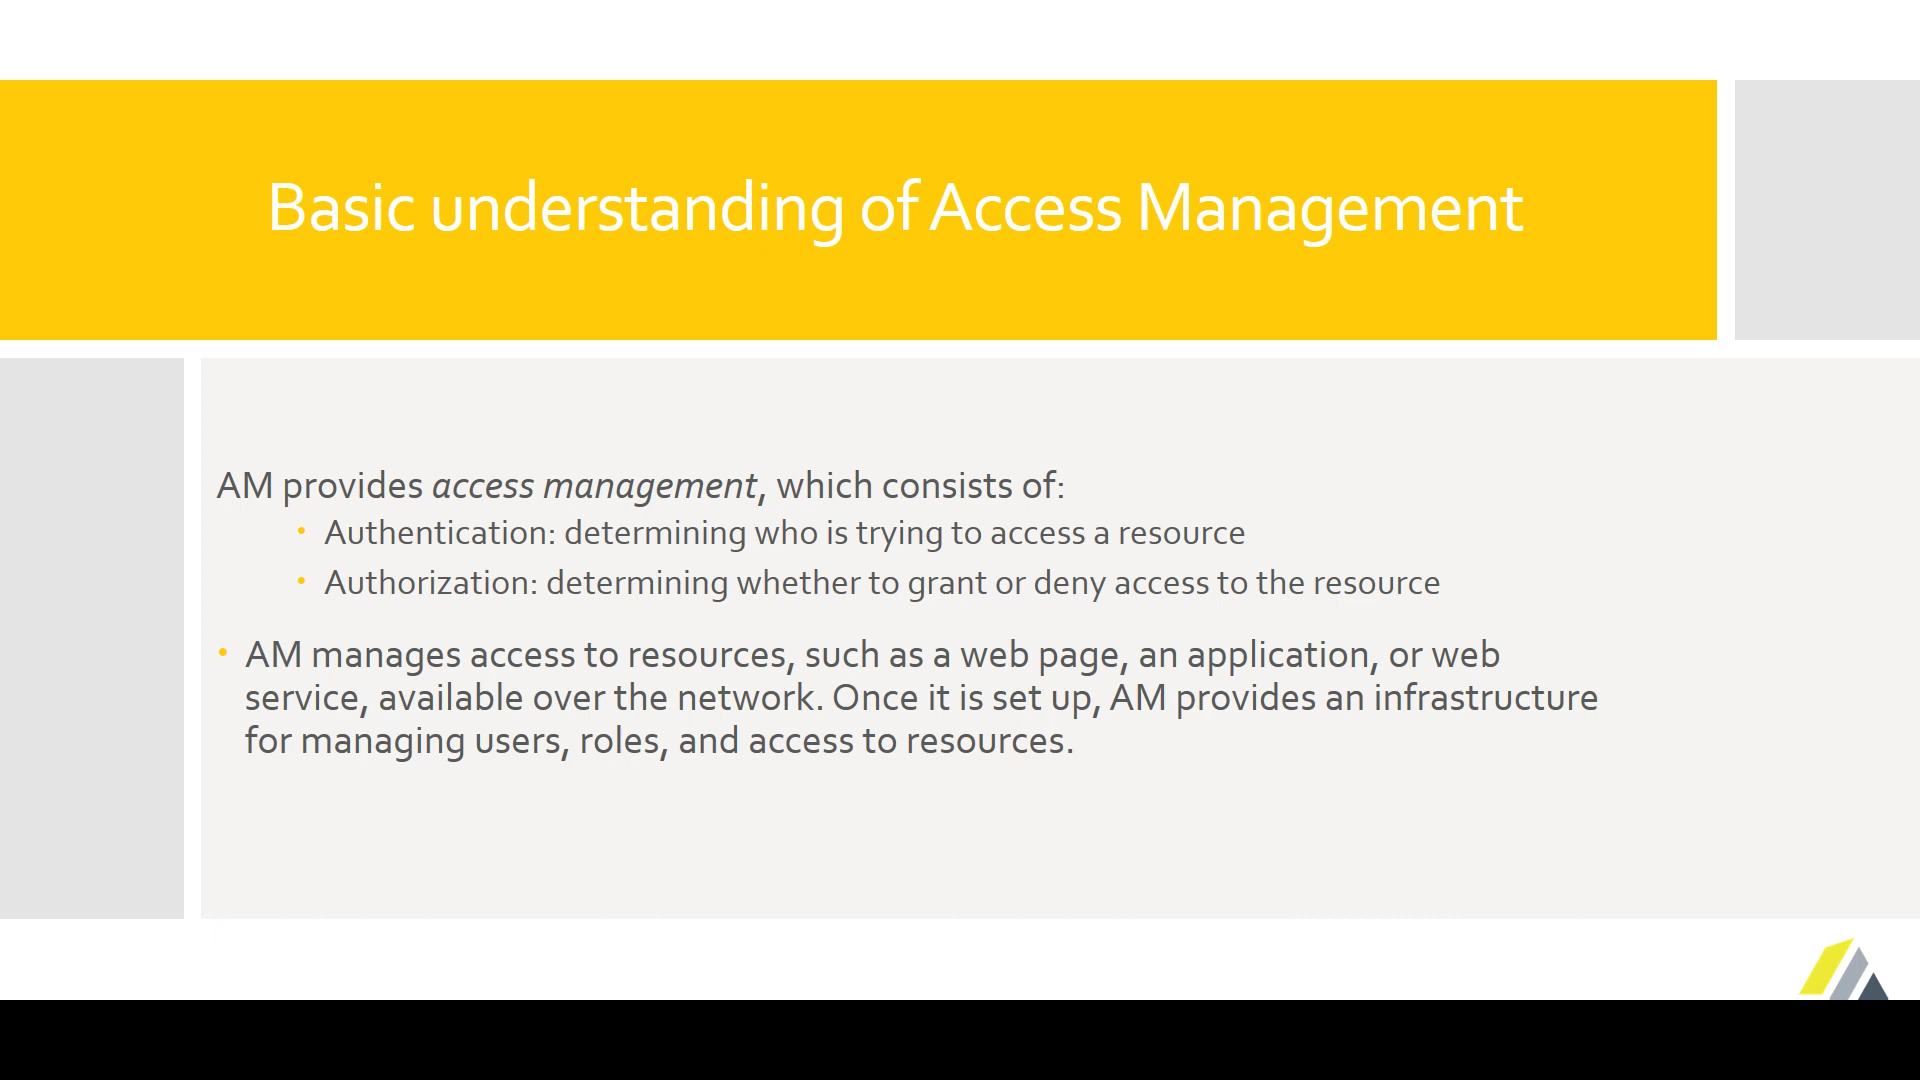 Basic understanding of Access Management
AM provides access management, which consists of:
• Authentication: determining who is trying to access a resource
• Authorization: determining whether to grant or deny access to the resource
• AM manages access to resources, such as a web page, an application, or web
service, available over the network. Once it is set up, AM provides an infrastructure
for managing users, roles, and access to resources.